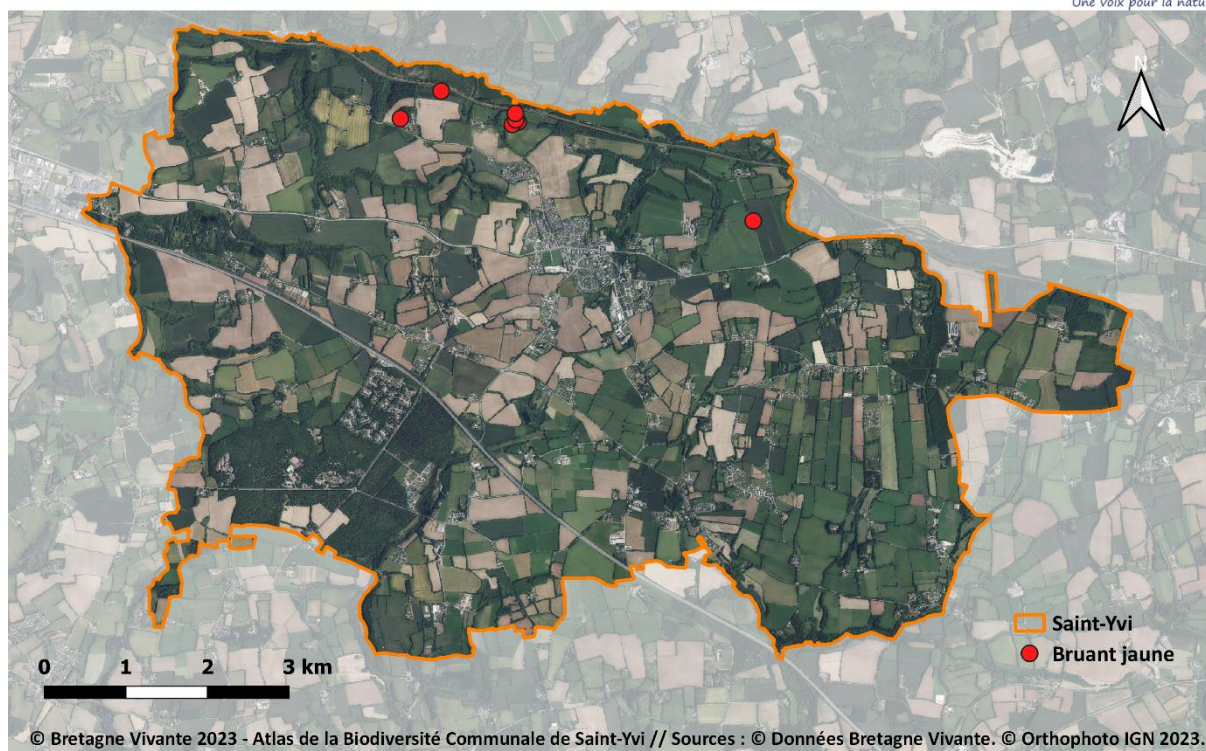 Une voix pour la natu
N
Saint-Yvi
Bruant jaune
0 1 2 3 km
© Bretagne Vivante 2023 - Atlas de la Biodiversité Communale de Saint-Yvi // Sources : © Données Bretagne Vivante. © Orthophoto IGN 2023.